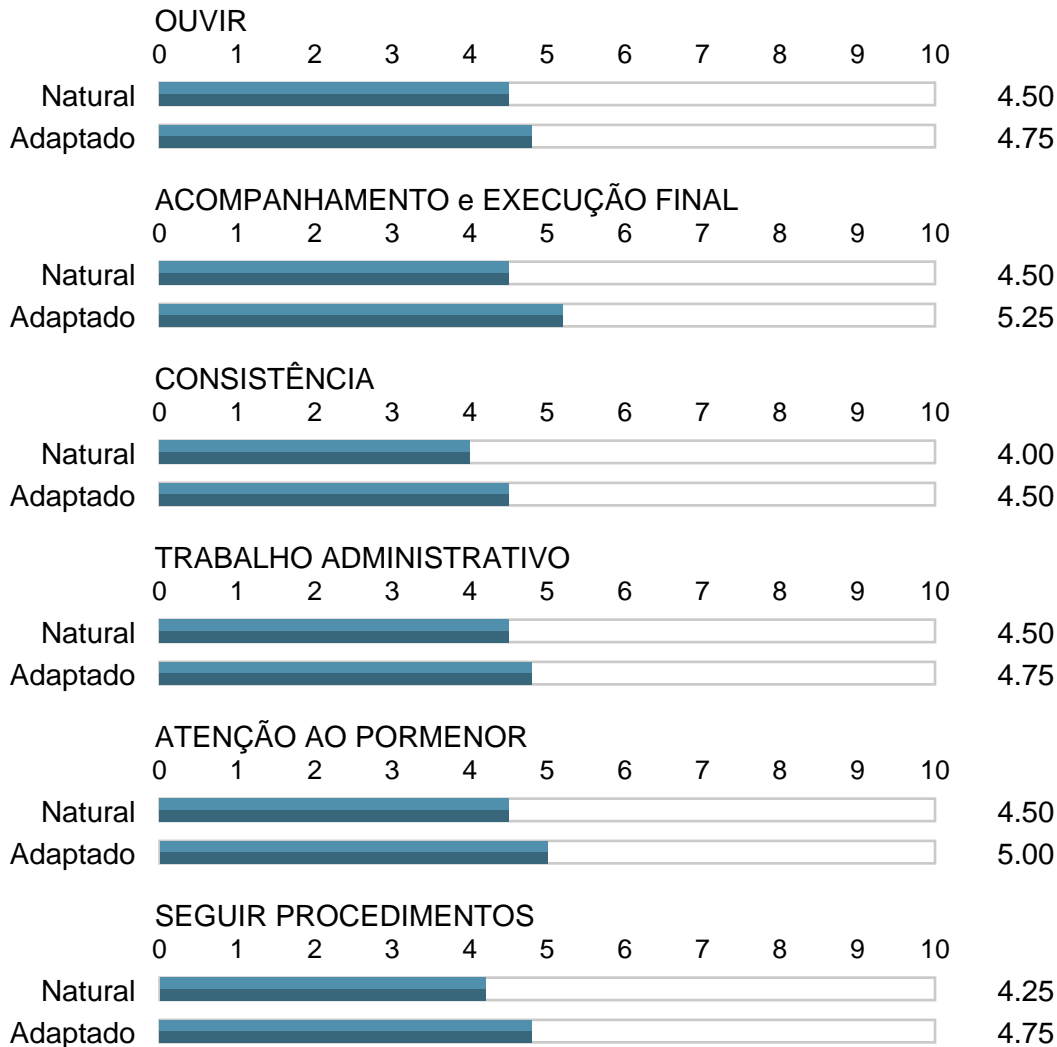 OUVIR
0 1 2 3 4 5 6 7 8 9 10
Natural 4.50
Adaptado 4.75
ACOMPANHAMENTO e EXECUÇÃO FINAL
0 1 2 3 4 5 6 7 8 9 10
Natural 4.50
Adaptado 5.25
CONSISTÊNCIA
0 1 2 3 4 5 6 7 8 9 10
Natural 4.00
Adaptado 4.50
TRABALHO ADMINISTRATIVO
0 1 2 3 4 5 6 7 8 9 10
Natural 4.50
Adaptado 4.75
ATENÇÃO AO PORMENOR
0 1 2 3 4 5 6 7 8 9 10
Natural 4.50
Adaptado 5.00
SEGUIR PROCEDIMENTOS
0 1 2 3 4 5 6 7 8 9 10
Natural 4.25
Adaptado 4.75